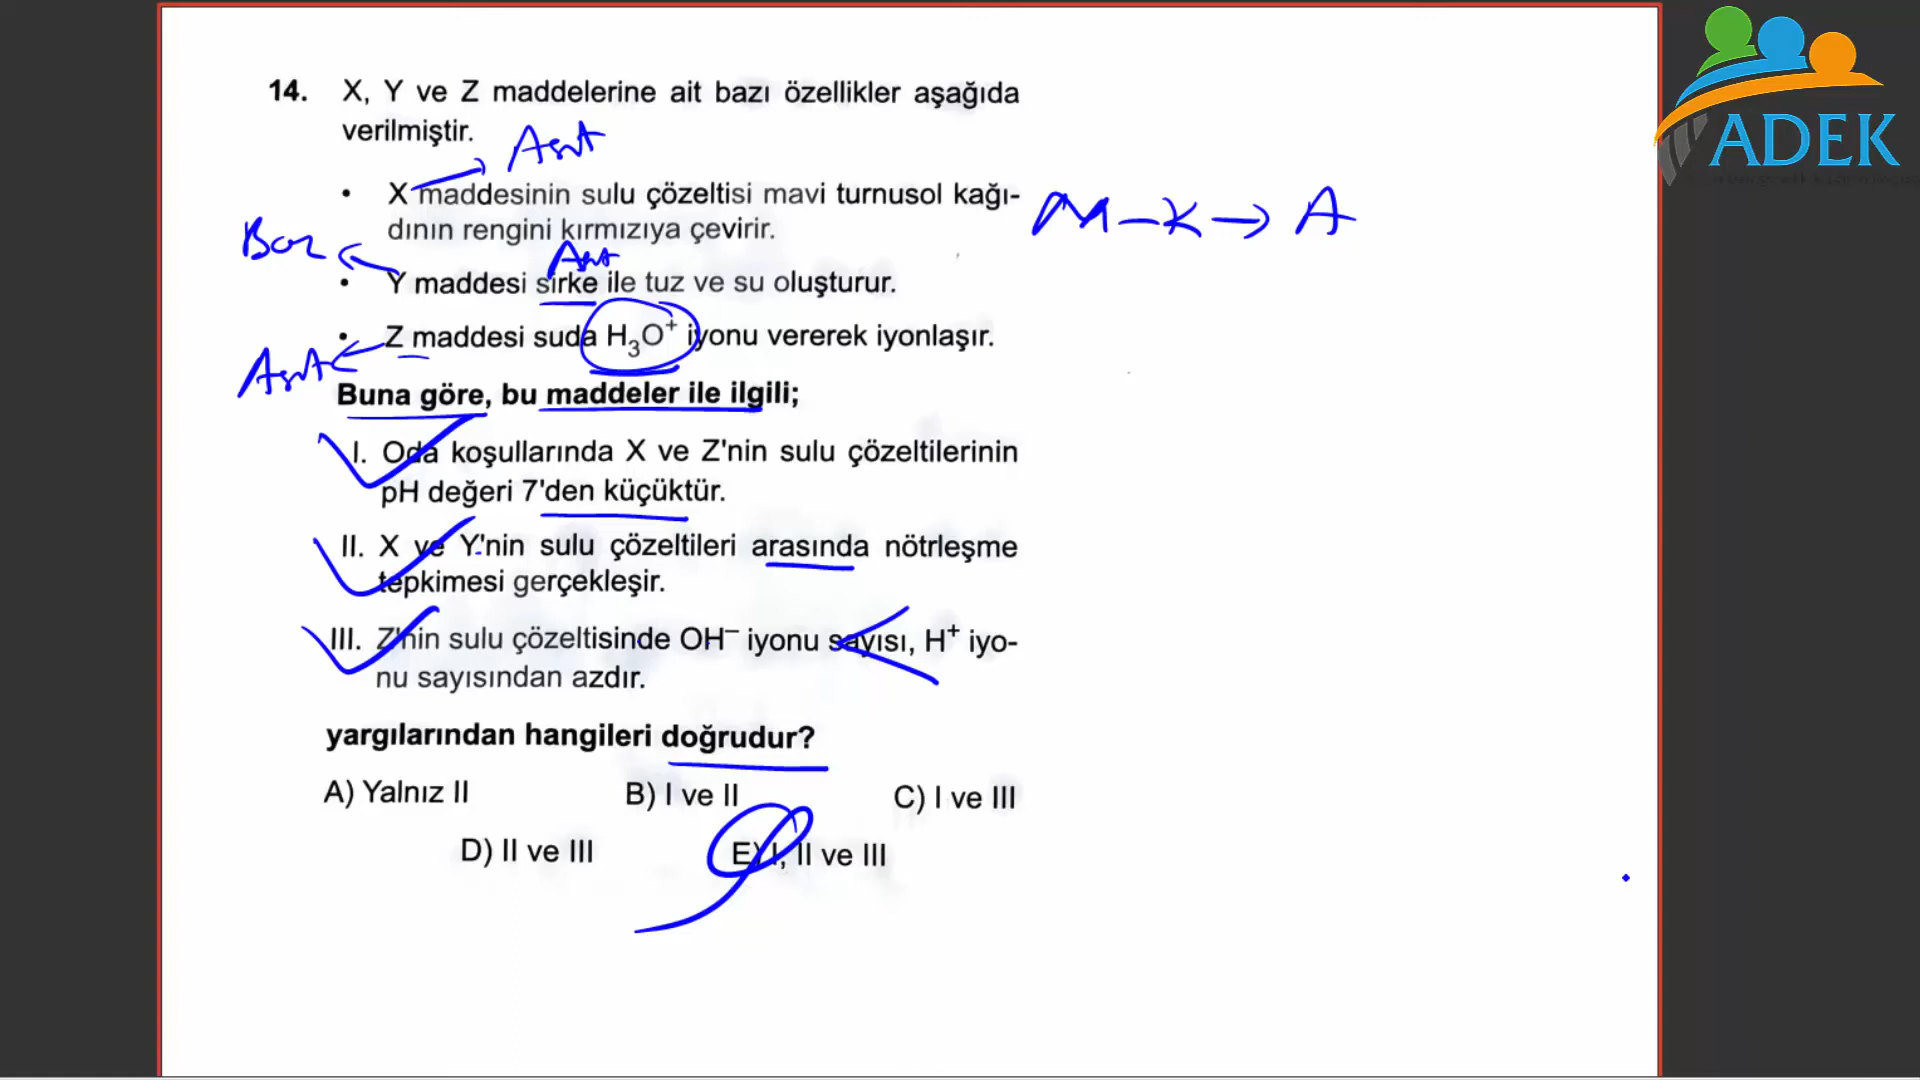 ADEK
14. X, Y ve Z maddelerine ait bazı özellikler aşağıda
verilmiştir.
Asit
• X maddesinin sulu çözeltisi mavi turnusol kağı-
dının rengini kırmızıya çevirir.
M - K → A
Baz
Asit
• Y maddesi sirke ile tuz ve su oluşturur.
• Z maddesi suda H₃O⁺ iyonu vererek iyonlaşır.
Asit
Buna göre, bu maddeler ile ilgili;
I. Oda koşullarında X ve Z'nin sulu çözeltilerinin
pH değeri 7'den küçüktür.
II. X ve Y'nin sulu çözeltileri arasında nötrleşme
tepkimesi gerçekleşir.
III. Z'nin sulu çözeltisinde OH⁻ iyonu sayısı, H⁺ iyo-
nu sayısından azdır.
yargılarından hangileri doğrudur?
A) Yalnız II B) I ve II C) I ve III
D) II ve III E) I, II ve III